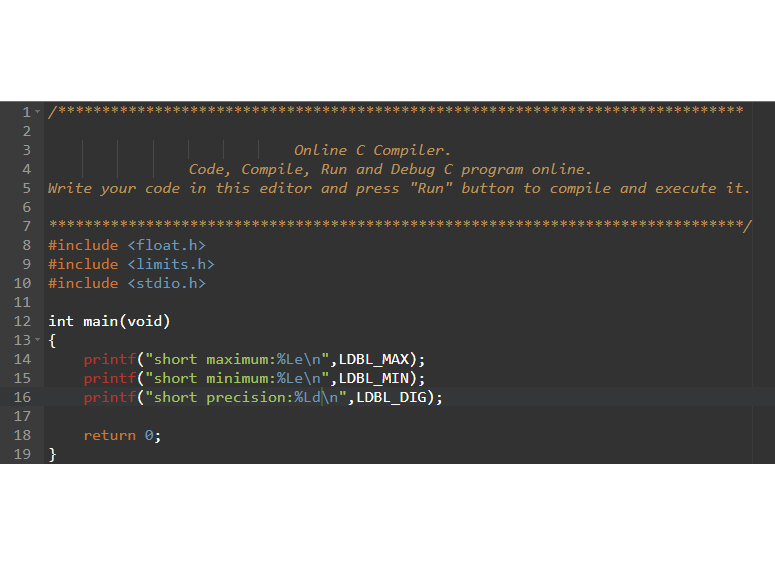 1 /******************************************************************************
2
3 Online C Compiler.
4 Code, Compile, Run and Debug C program online.
5 Write your code in this editor and press "Run" button to compile and execute it.
6
7 *******************************************************************************/
8 #include <float.h>
9 #include <limits.h>
10 #include <stdio.h>
11
12 int main(void)
13 {
14 printf("short maximum:%Le\n",LDBL_MAX);
15 printf("short minimum:%Le\n",LDBL_MIN);
16 printf("short precision:%Ld\n",LDBL_DIG);
17
18 return 0;
19 }